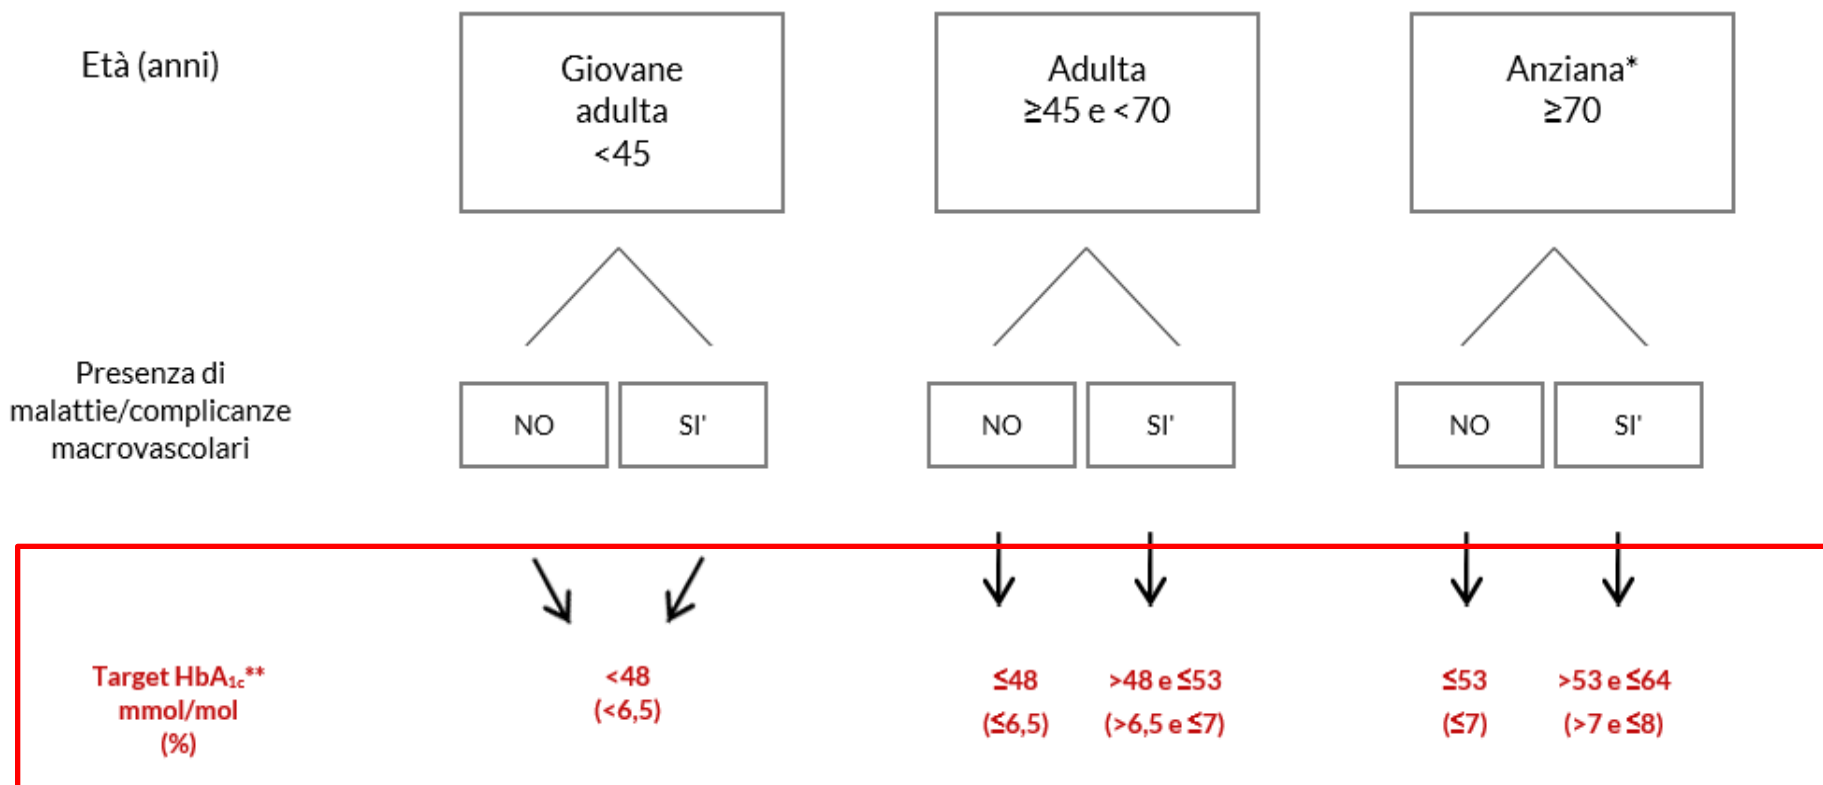 Età (anni)
Giovane
adulta
<45
Adulta
≥45 e <70
Anziana*
≥70
Presenza di
malattie/complicanze
macrovascolari
NO
SI'
NO
SI'
NO
SI'
Target HbA₁c**
mmol/mol
(%)
<48
(<6,5)
≤48
(≤6,5)
>48 e ≤53
(>6,5 e ≤7)
≤53
(≤7)
>53 e ≤64
(>7 e ≤8)